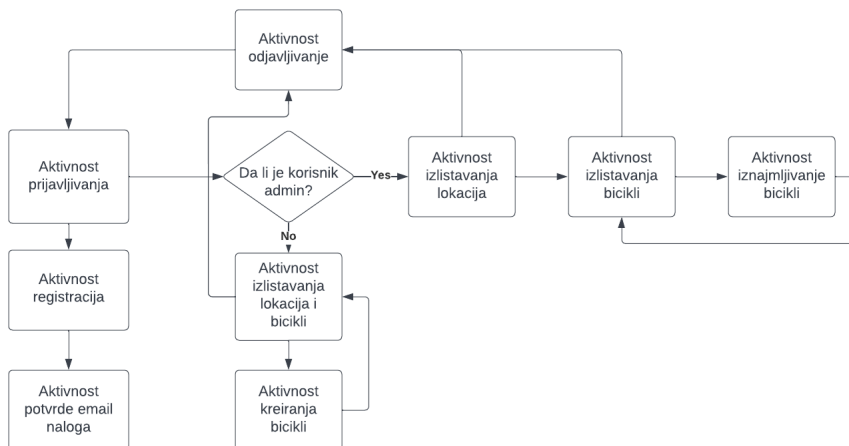 Aktivnost
odjavljivanje
Aktivnost
prijavljivanja
Da li je korisnik
admin?
Yes
Aktivnost
izlistavanja
lokacija
Aktivnost
izlistavanja
bicikli
Aktivnost
iznajmljivanje
bicikli
No
Aktivnost
registracija
Aktivnost
izlistavanja
lokacija i
bicikli
Aktivnost
potvrde email
naloga
Aktivnost
kreiranja
bicikli